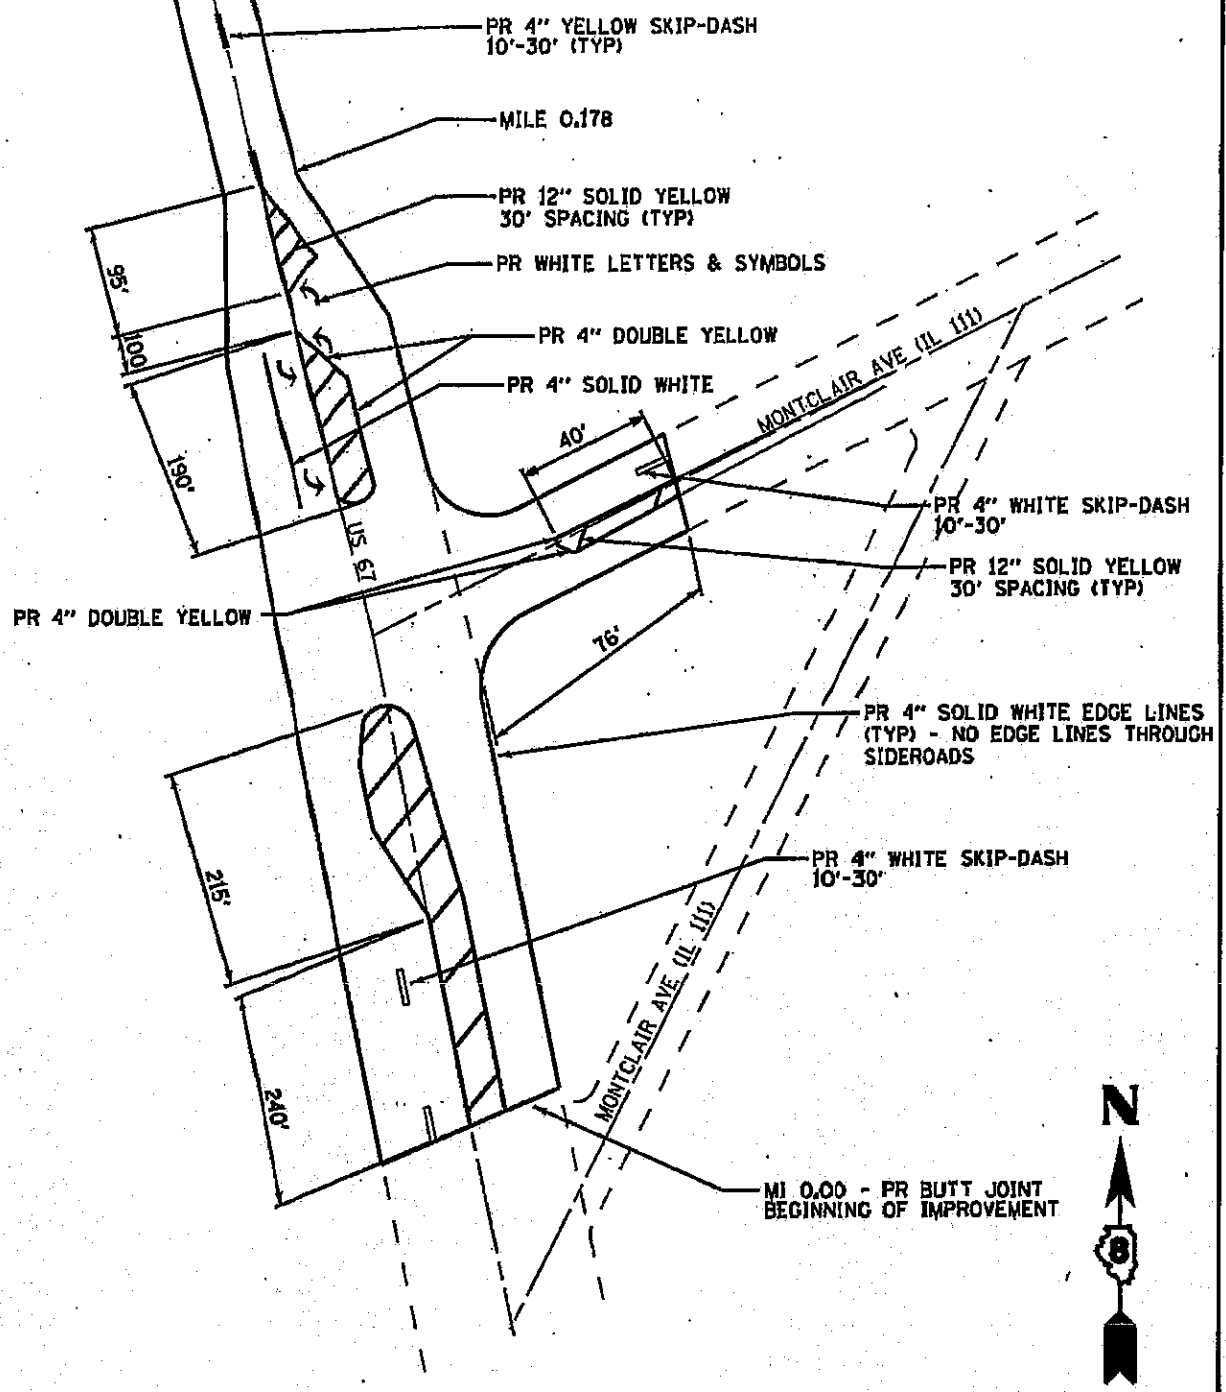 PR 4" YELLOW SKIP-DASH
10'-30' (TYP)
MILE 0.178
PR 12" SOLID YELLOW
30' SPACING (TYP)
PR WHITE LETTERS & SYMBOLS
95'
100
PR 4" DOUBLE YELLOW
PR 4" SOLID WHITE
MONTCLAIR AVE (IL 111)
40'
190'
PR 4" WHITE SKIP-DASH
10'-30'
US 67
PR 12" SOLID YELLOW
30' SPACING (TYP)
PR 4" DOUBLE YELLOW
76'
PR 4" SOLID WHITE EDGE LINES
(TYP) - NO EDGE LINES THROUGH
SIDEROADS
215'
PR 4" WHITE SKIP-DASH
10'-30'
MONTCLAIR AVE (IL 111)
240'
N
MI 0.00 - PR BUTT JOINT
BEGINNING OF IMPROVEMENT
8